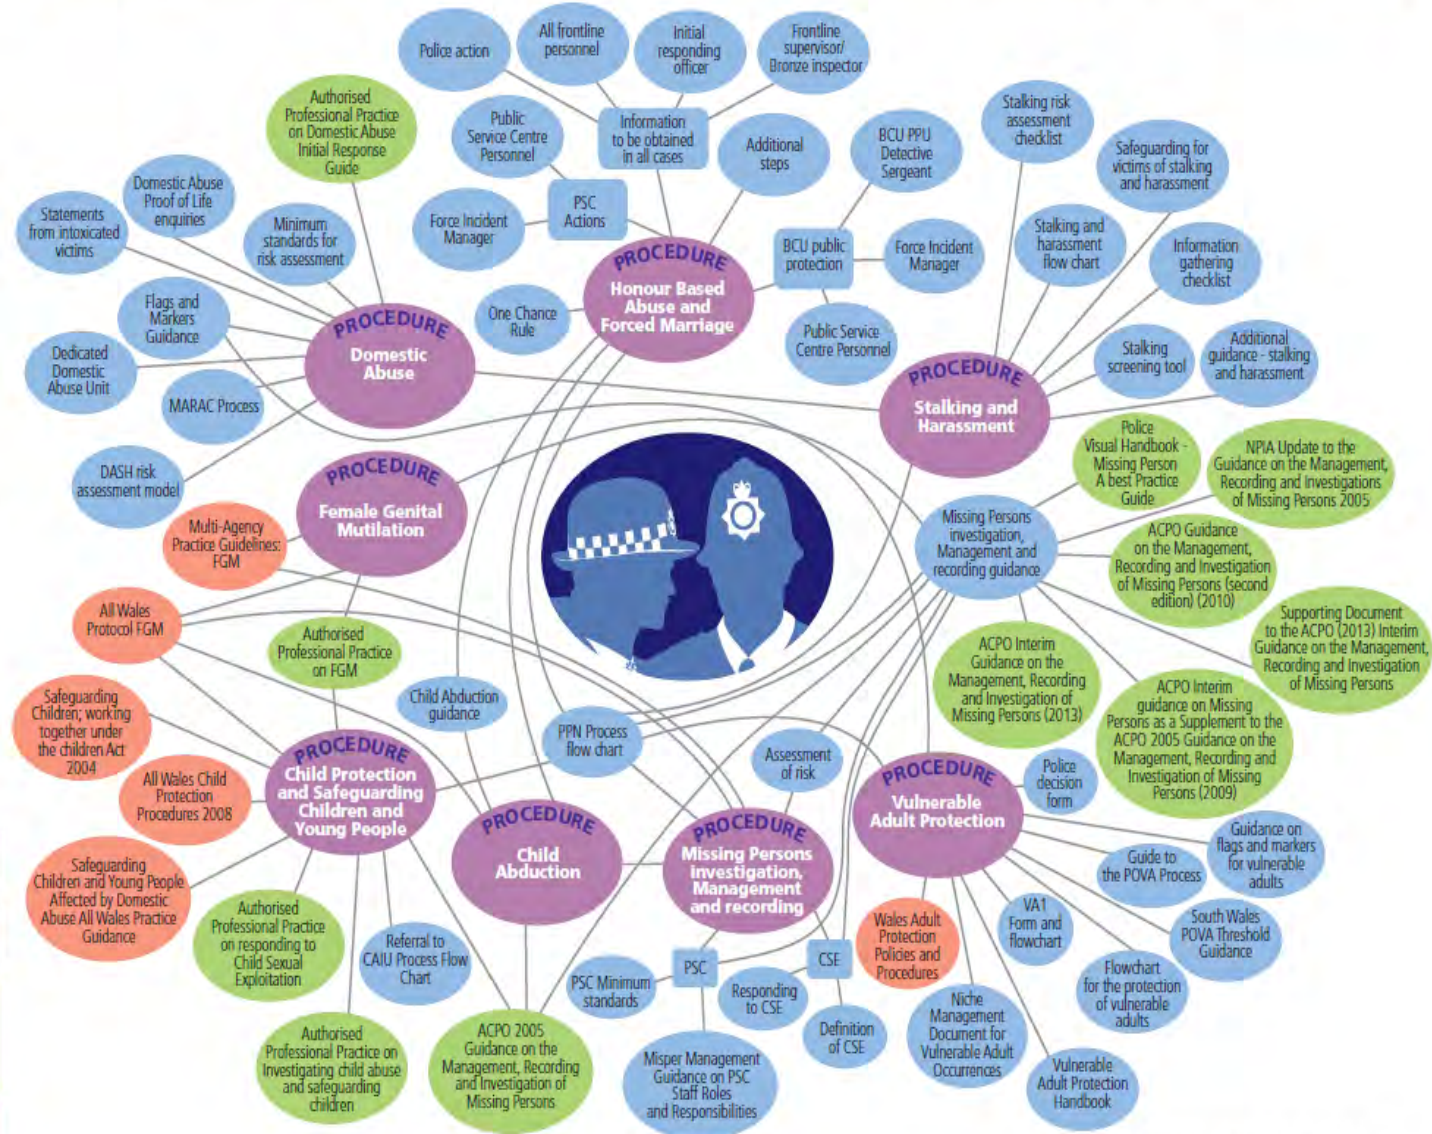 Police action
All frontline
personnel
Initial
responding
officer
Frontline
supervisor/
Bronze inspector
Authorised
Professional Practice
on Domestic Abuse
Initial Response
Guide
Public
Service Centre
Personnel
Information
to be obtained
in all cases
Additional
steps
BCU PPU
Detective
Sergeant
Stalking risk
assessment
checklist
Safeguarding for
victims of stalking
and harassment
Domestic Abuse
Proof of Life
enquiries
Statements
from intoxicated
victims
Minimum
standards for
risk assessment
Force Incident
Manager
PSC
Actions
BCU public
protection
Force Incident
Manager
Stalking and
harassment
flow chart
Information
gathering
checklist
Flags and
Markers
Guidance
PROCEDURE
Domestic
Abuse
One Chance
Rule
PROCEDURE
Honour Based
Abuse and
Forced Marriage
Public Service
Centre Personnel
Stalking
screening tool
Additional
guidance - stalking
and harassment
Dedicated
Domestic
Abuse Unit
MARAC Process
PROCEDURE
Stalking and
Harassment
DASH risk
assessment model
PROCEDURE
Female Genital
Mutilation
Police
Visual Handbook -
Missing Person
A best Practice
Guide
NPIA Update to the
Guidance on the Management,
Recording and Investigations
of Missing Persons 2005
Multi-Agency
Practice Guidelines:
FGM
Missing Persons
investigation,
Management and
recording guidance
ACPO Guidance
on the Management,
Recording and Investigation
of Missing Persons (second
edition) (2010)
All Wales
Protocol FGM
Authorised
Professional Practice
on FGM
ACPO Interim
Guidance on the
Management, Recording
and Investigation of
Missing Persons (2013)
Supporting Document
to the ACPO (2013) Interim
Guidance on the Management,
Recording and Investigation
of Missing Persons
Safeguarding
Children; working
together under
the children Act
2004
Child Abduction
guidance
PPN Process
flow chart
Assessment
of risk
ACPO Interim
guidance on Missing
Persons as a Supplement to the
ACPO 2005 Guidance on the
Management, Recording and
Investigation of Missing
Persons (2009)
All Wales Child
Protection
Procedures 2008
PROCEDURE
Child Protection
and Safeguarding
Children and
Young People
PROCEDURE
Child
Abduction
PROCEDURE
Missing Persons
investigation,
Management
and recording
PROCEDURE
Vulnerable
Adult Protection
Police
decision
form
Guidance on
flags and markers
for vulnerable
adults
Guide to
the POVA Process
Safeguarding
Children and Young People
Affected by Domestic
Abuse All Wales Practice
Guidance
Authorised
Professional Practice
on responding to
Child Sexual
Exploitation
Referral to
CAIU Process Flow
Chart
PSC Minimum
standards
PSC
Responding
to CSE
CSE
Wales Adult
Protection
Policies and
Procedures
VA1
Form and
flowchart
South Wales
POVA Threshold
Guidance
Flowchart
for the protection
of vulnerable
adults
Authorised
Professional Practice on
Investigating child abuse
and safeguarding
children
ACPO 2005
Guidance on the
Management, Recording
and Investigation of
Missing Persons
Misper Management
Guidance on PSC
Staff Roles
and Responsibilities
Definition
of CSE
Niche
Management
Document for
Vulnerable Adult
Occurrences
Vulnerable
Adult Protection
Handbook